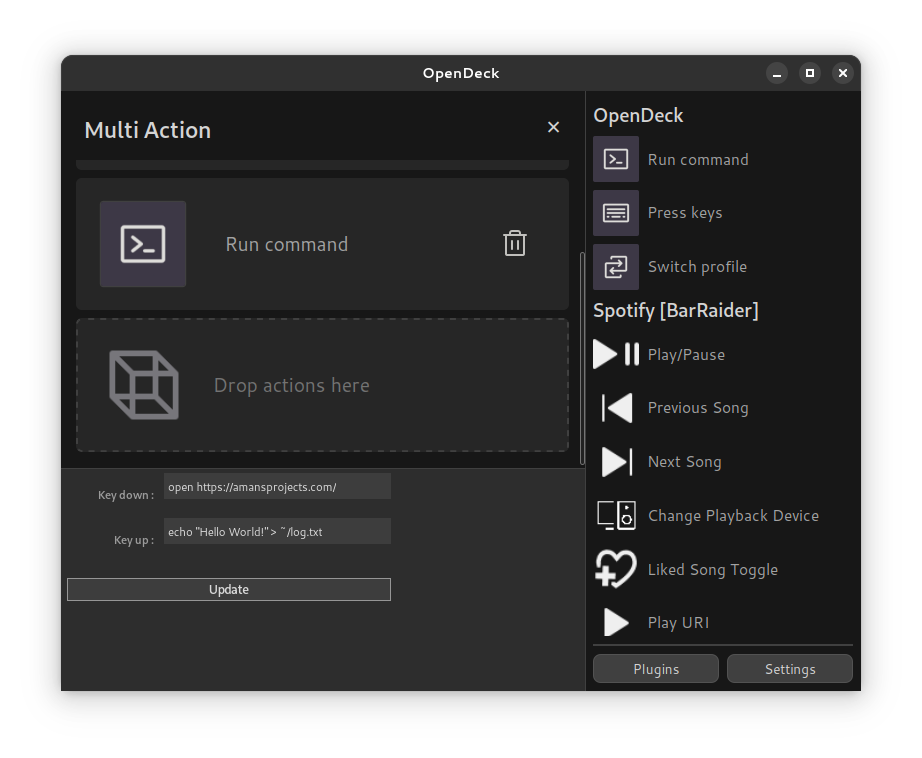 OpenDeck
Multi Action
Run command
Drop actions here
Key down :
open https://amansprojects.com/
Key up :
echo "Hello World!"> ~/log.txt
Update
OpenDeck
Run command
Press keys
Switch profile
Spotify [BarRaider]
Play/Pause
Previous Song
Next Song
Change Playback Device
Liked Song Toggle
Play URI
Plugins
Settings